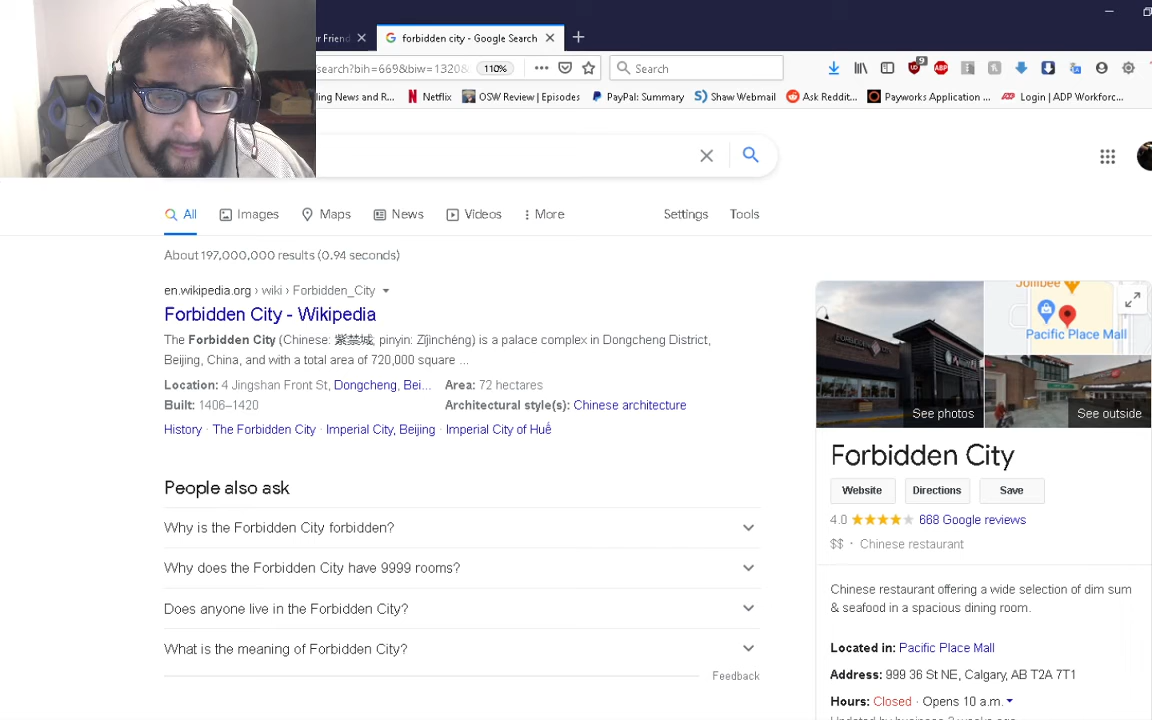 ur Friend
forbidden city - Google Search
/search?bih=669&biw=1320&
110%
Search
ling News and R...
Netflix
OSW Review | Episodes
PayPal: Summary
Shaw Webmail
Ask Reddit...
Payworks Application ...
Login | ADP Workforc...
All
Images
Maps
News
Videos
More
Settings
Tools
About 197,000,000 results (0.94 seconds)
en.wikipedia.org › wiki › Forbidden_City
Forbidden City - Wikipedia
The Forbidden City (Chinese: 紫禁城; pinyin: Zǐjìnchéng) is a palace complex in Dongcheng District,
Beijing, China, and with a total area of 720,000 square ...
Location: 4 Jingshan Front St, Dongcheng, Bei... Area: 72 hectares
Built: 1406–1420 Architectural style(s): Chinese architecture
History · The Forbidden City · Imperial City, Beijing · Imperial City of Huế
People also ask
Why is the Forbidden City forbidden?
Why does the Forbidden City have 9999 rooms?
Does anyone live in the Forbidden City?
What is the meaning of Forbidden City?
Feedback
Jollibee
Pacific Place Mall
See photos
See outside
Forbidden City
Website
Directions
Save
4.0
668 Google reviews
$$ · Chinese restaurant
Chinese restaurant offering a wide selection of dim sum
& seafood in a spacious dining room.
Located in: Pacific Place Mall
Address: 999 36 St NE, Calgary, AB T2A 7T1
Hours: Closed · Opens 10 a.m.
Updated by business 2 weeks ago